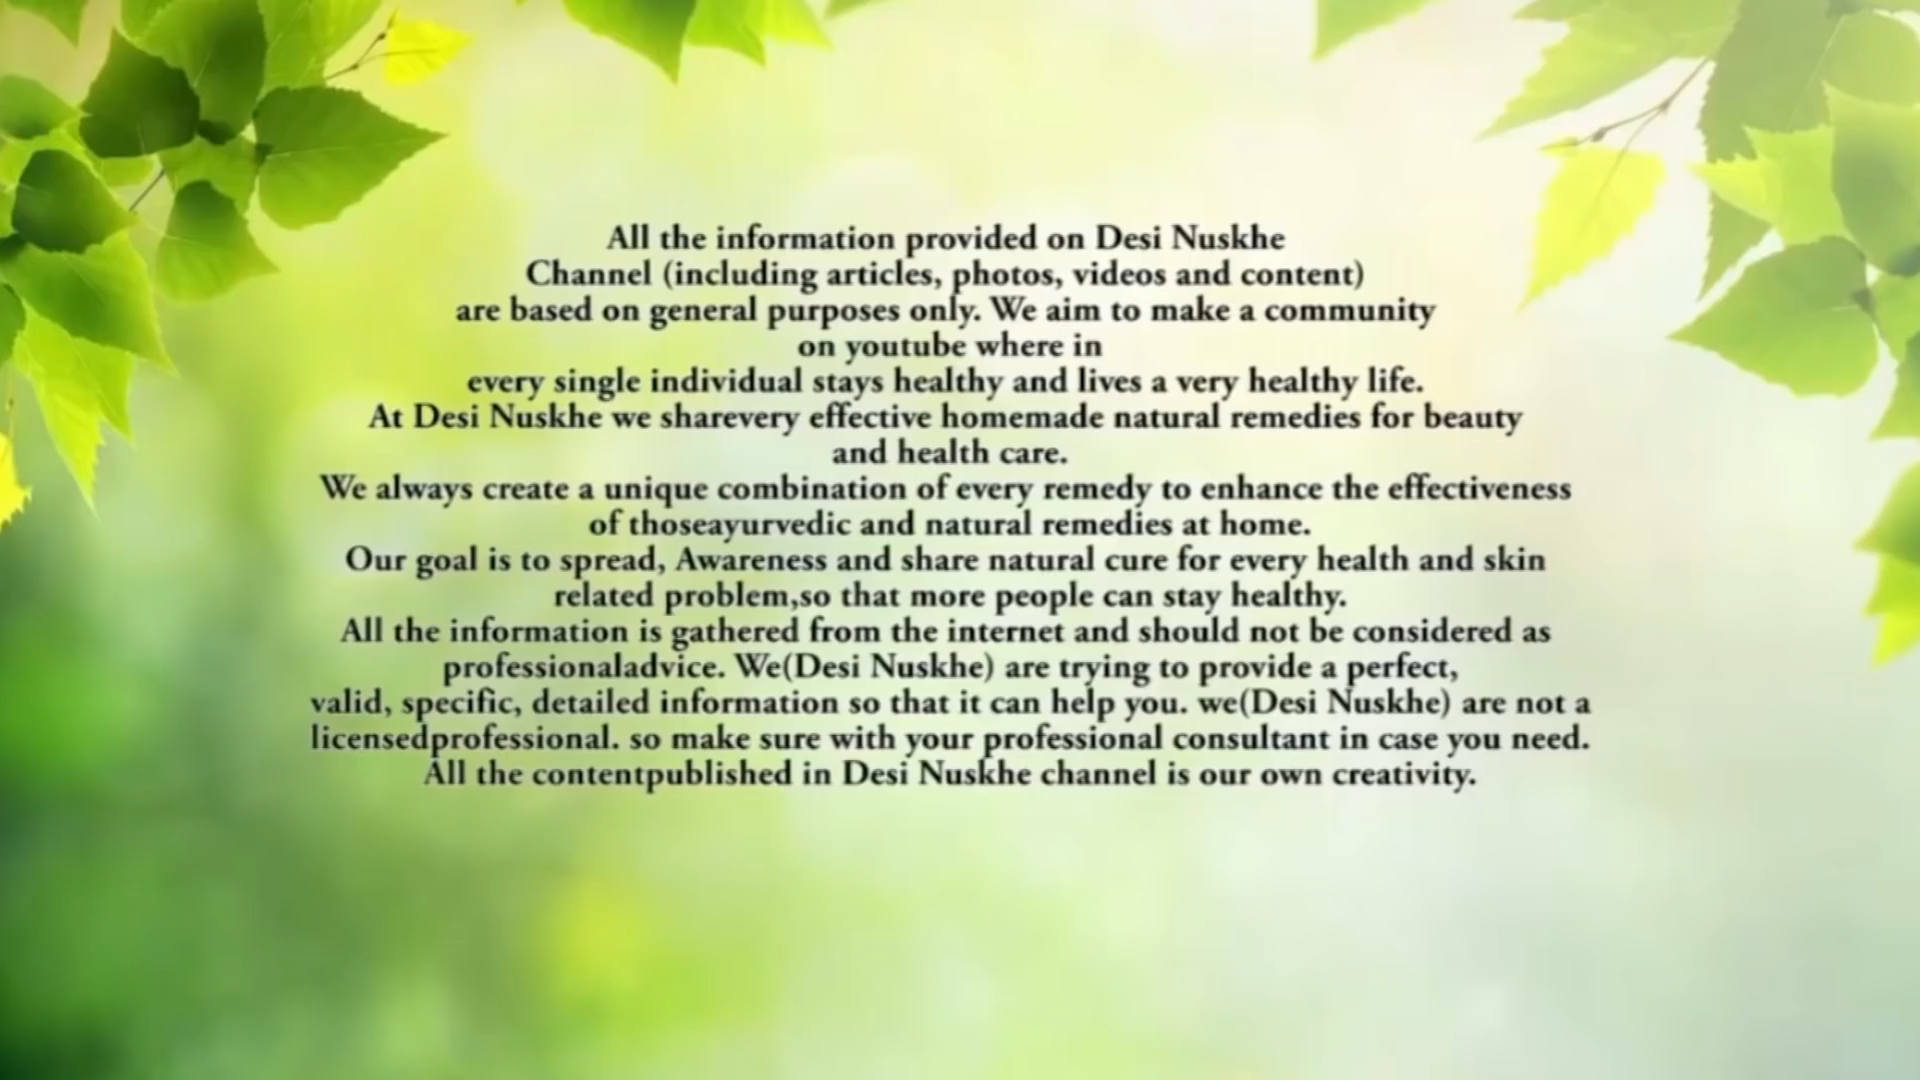 All the information provided on Desi Nuskhe
Channel (including articles, photos, videos and content)
are based on general purposes only. We aim to make a community
on youtube where in
every single individual stays healthy and lives a very healthy life.
At Desi Nuskhe we sharevery effective homemade natural remedies for beauty
and health care.
We always create a unique combination of every remedy to enhance the effectiveness
of thoseayurvedic and natural remedies at home.
Our goal is to spread, Awareness and share natural cure for every health and skin
related problem,so that more people can stay healthy.
All the information is gathered from the internet and should not be considered as
professionaladvice. We(Desi Nuskhe) are trying to provide a perfect,
valid, specific, detailed information so that it can help you. we(Desi Nuskhe) are not a
licensedprofessional. so make sure with your professional consultant in case you need.
All the contentpublished in Desi Nuskhe channel is our own creativity.